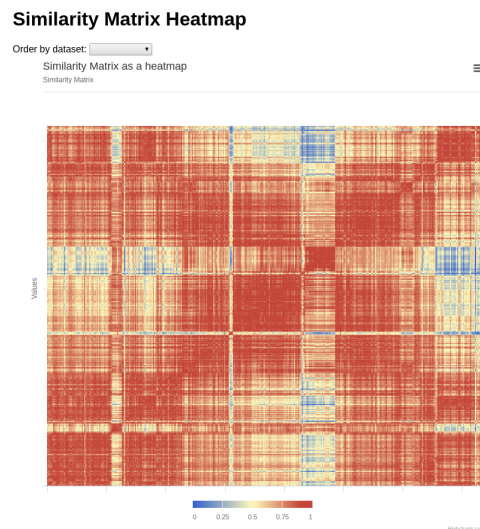 Similarity Matrix Heatmap
Order by dataset:
Similarity Matrix as a heatmap
Similarity Matrix
Values
0 0.25 0.5 0.75 1